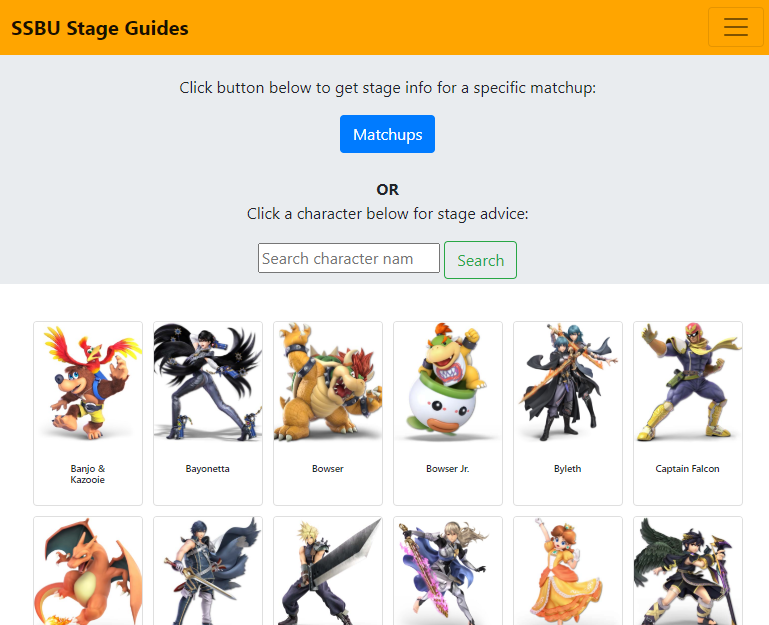 SSBU Stage Guides
Click button below to get stage info for a specific matchup:
Matchups
OR
Click a character below for stage advice:
Search character nam
Search
Banjo &
Kazooie
Bayonetta
Bowser
Bowser Jr.
Byleth
Captain Falcon